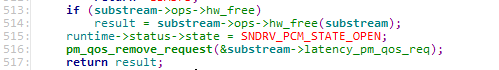 513: if (substream->ops->hw_free)
514: result = substream->ops->hw_free(substream);
515: runtime->status->state = SNDRV_PCM_STATE_OPEN;
516: pm_qos_remove_request(&substream->latency_pm_qos_req);
517: return result;